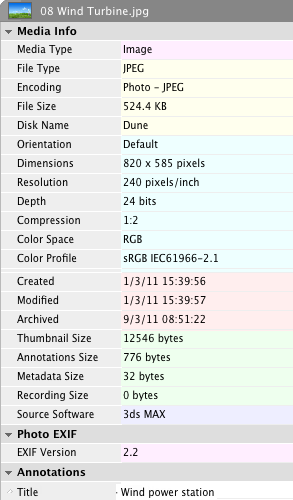 08 Wind Turbine.jpg
Media Info
Media Type Image
File Type JPEG
Encoding Photo - JPEG
File Size 524.4 KB
Disk Name Dune
Orientation Default
Dimensions 820 x 585 pixels
Resolution 240 pixels/inch
Depth 24 bits
Compression 1:2
Color Space RGB
Color Profile sRGB IEC61966-2.1
Created 1/3/11 15:39:56
Modified 1/3/11 15:39:57
Archived 9/3/11 08:51:22
Thumbnail Size 12546 bytes
Annotations Size 776 bytes
Metadata Size 32 bytes
Recording Size 0 bytes
Source Software 3ds MAX
Photo EXIF
EXIF Version 2.2
Annotations
Title Wind power station